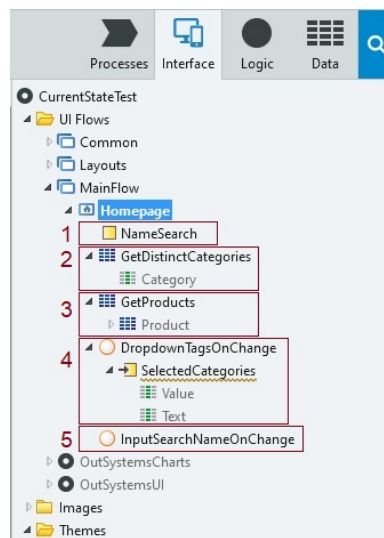 Processes Interface Logic Data
CurrentStateTest
UI Flows
Common
Layouts
MainFlow
Homepage
1 NameSearch
2 GetDistinctCategories
Category
3 GetProducts
Product
4 DropdownTagsOnChange
SelectedCategories
Value
Text
5 InputSearchNameOnChange
OutSystemsCharts
OutSystemsUI
Images
Themes